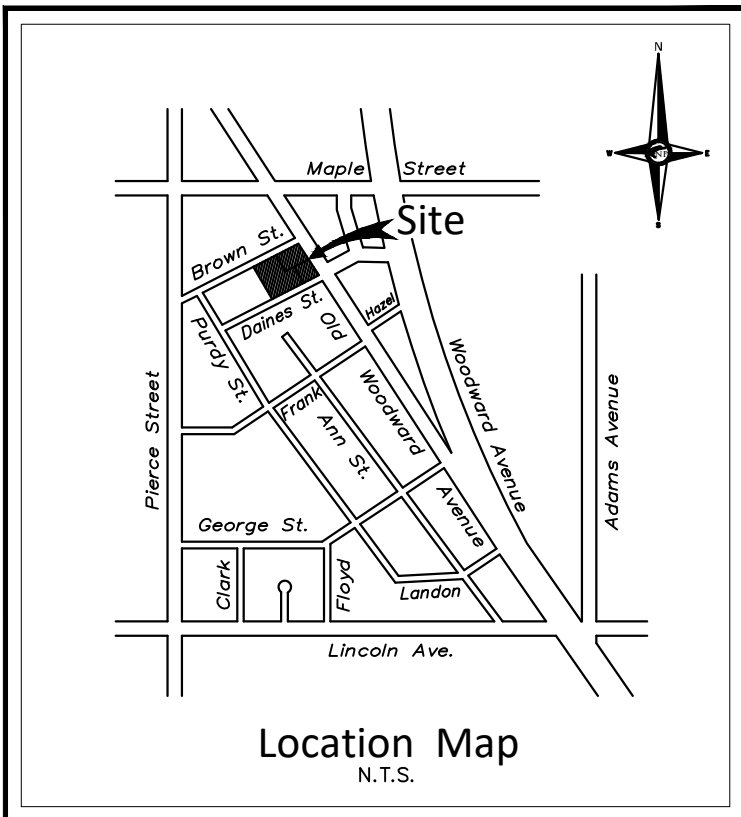 N
W
E
S
Maple Street
Site
Brown St.
Daines St.
Hazel
Old Woodward Avenue
Purdy St.
Woodward Avenue
Pierce Street
Frank
Ann St.
Adams Avenue
George St.
Clark
Floyd
Landon
Lincoln Ave.
Location Map
N.T.S.